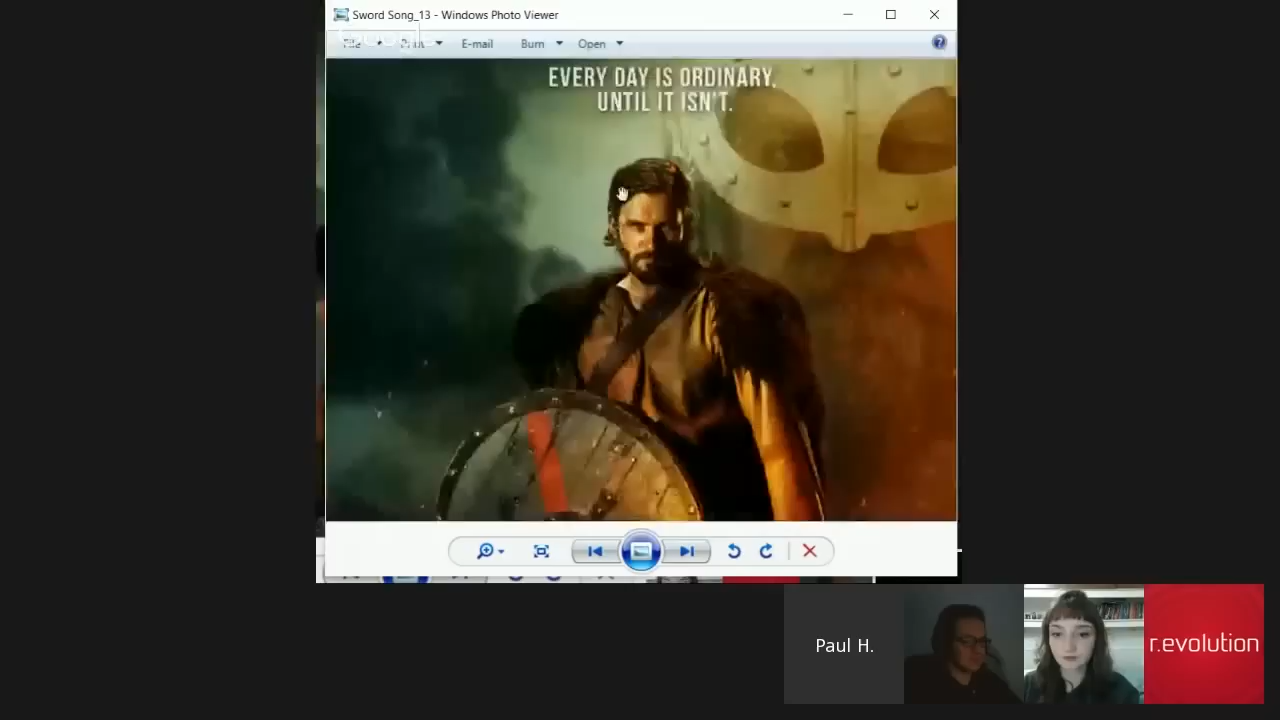 Sword Song_13 - Windows Photo Viewer
E-mail Burn Open
EVERY DAY IS ORDINARY,
UNTIL IT ISN'T.
Paul H.
r.evolution